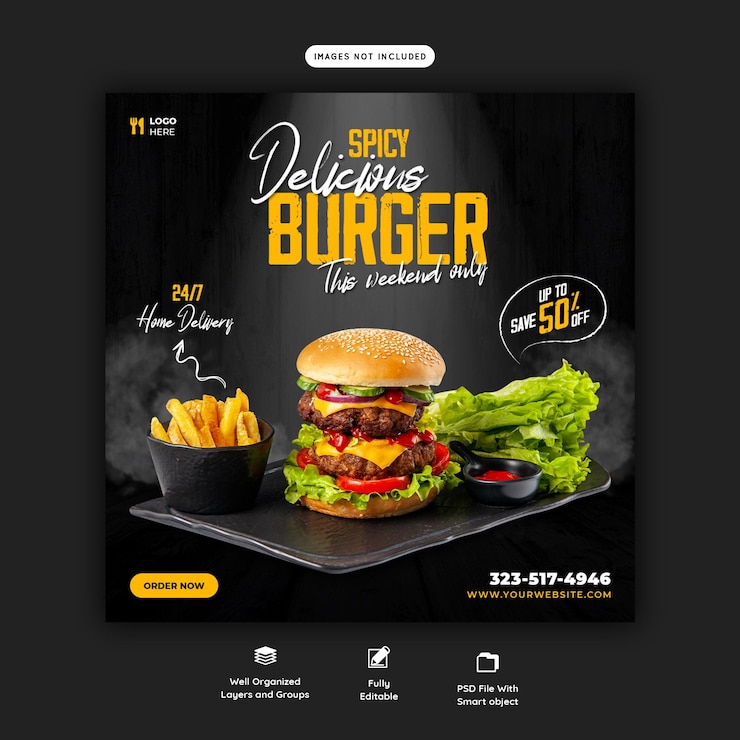 IMAGES NOT INCLUDED
LOGO
HERE
SPICY
Delicious
BURGER
This weekend only
24/7
Home Delivery
UP TO
SAVE 50% OFF
ORDER NOW
323-517-4946
WWW.YOURWEBSITE.COM
Well Organized
Layers and Groups
Fully
Editable
PSD File With
Smart object